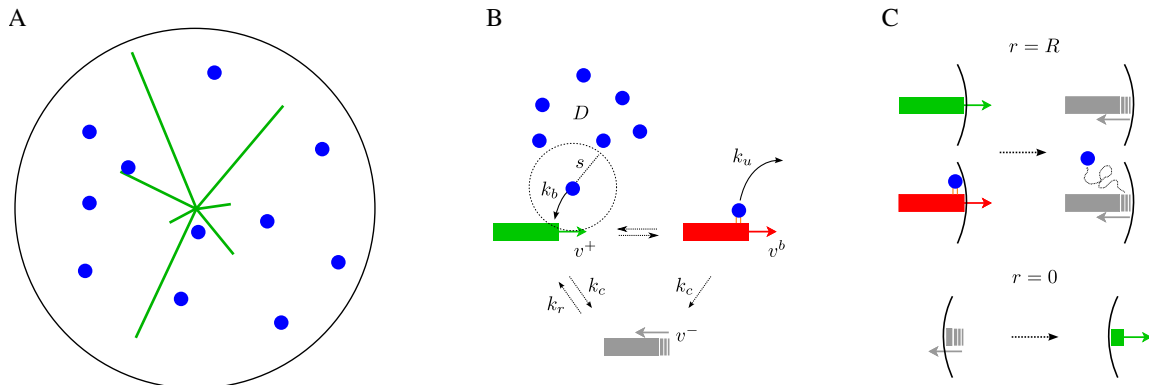 A
B
C
r = R
D
s
k_b
k_u
v^+
v^b
k_c
k_r
k_c
v^-
r = 0